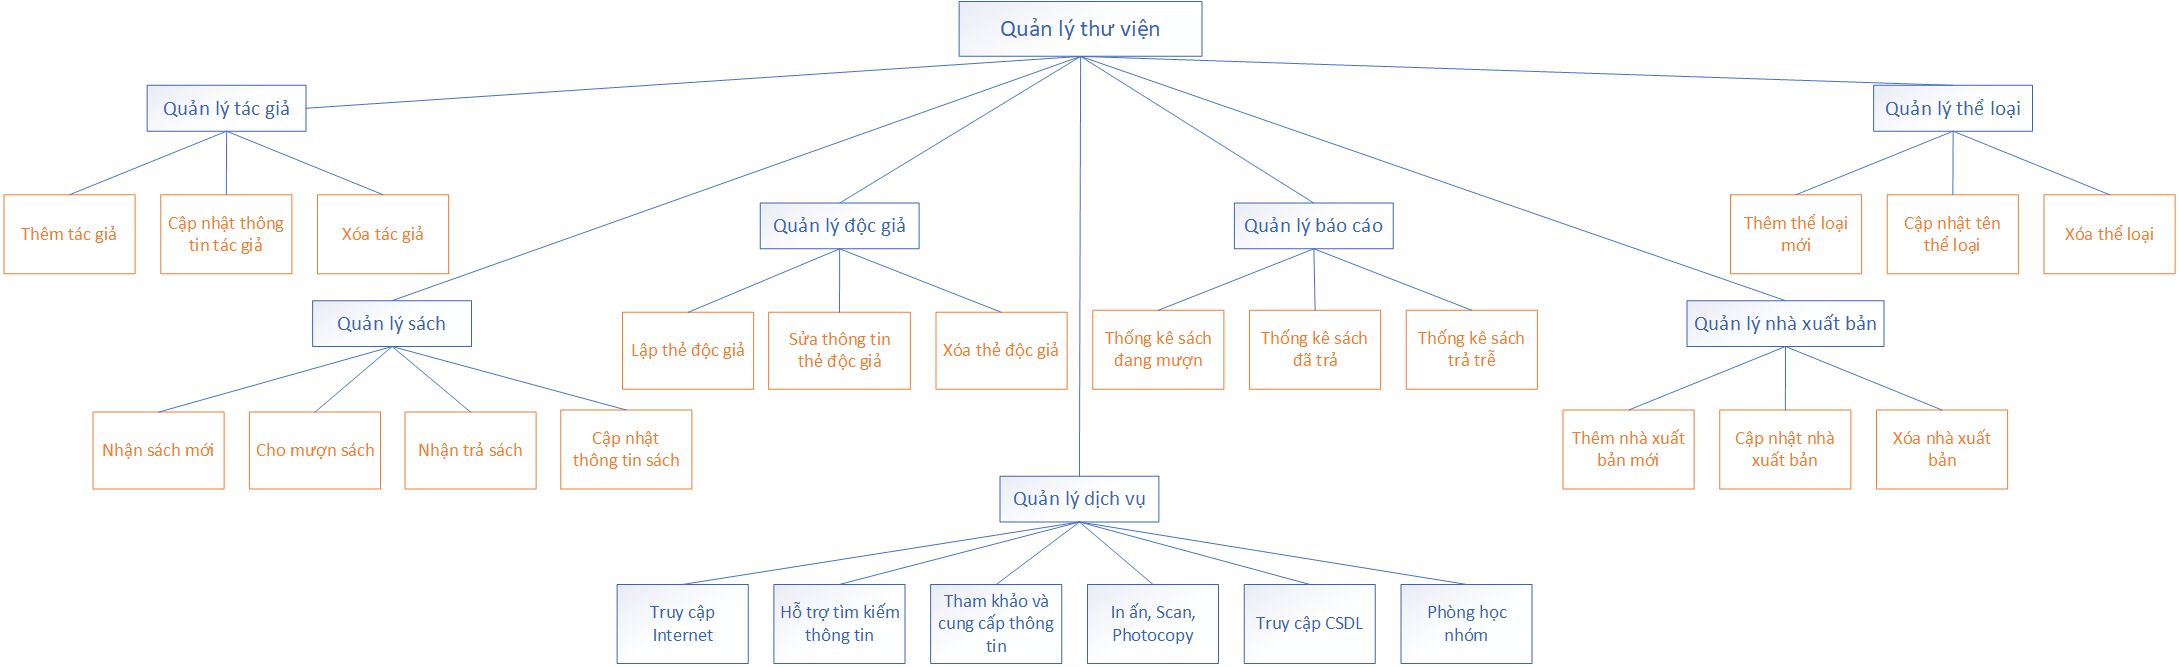 Quản lý thư viện
Quản lý tác giả
Quản lý thể loại
Thêm tác giả
Cập nhật thông
tin tác giả
Xóa tác giả
Quản lý độc giả
Quản lý báo cáo
Thêm thể loại
mới
Cập nhật tên
thể loại
Xóa thể loại
Quản lý sách
Quản lý nhà xuất bản
Lập thẻ độc giả
Sửa thông tin
thẻ độc giả
Xóa thẻ độc giả
Thống kê sách
đang mượn
Thống kê sách
đã trả
Thống kê sách
trả trễ
Nhận sách mới
Cho mượn sách
Nhận trả sách
Cập nhật
thông tin sách
Thêm nhà xuất
bản mới
Cập nhật nhà
xuất bản
Xóa nhà xuất
bản
Quản lý dịch vụ
Truy cập
Internet
Hỗ trợ tìm kiếm
thông tin
Tham khảo và
cung cấp thông
tin
In ấn, Scan,
Photocopy
Truy cập CSDL
Phòng học
nhóm